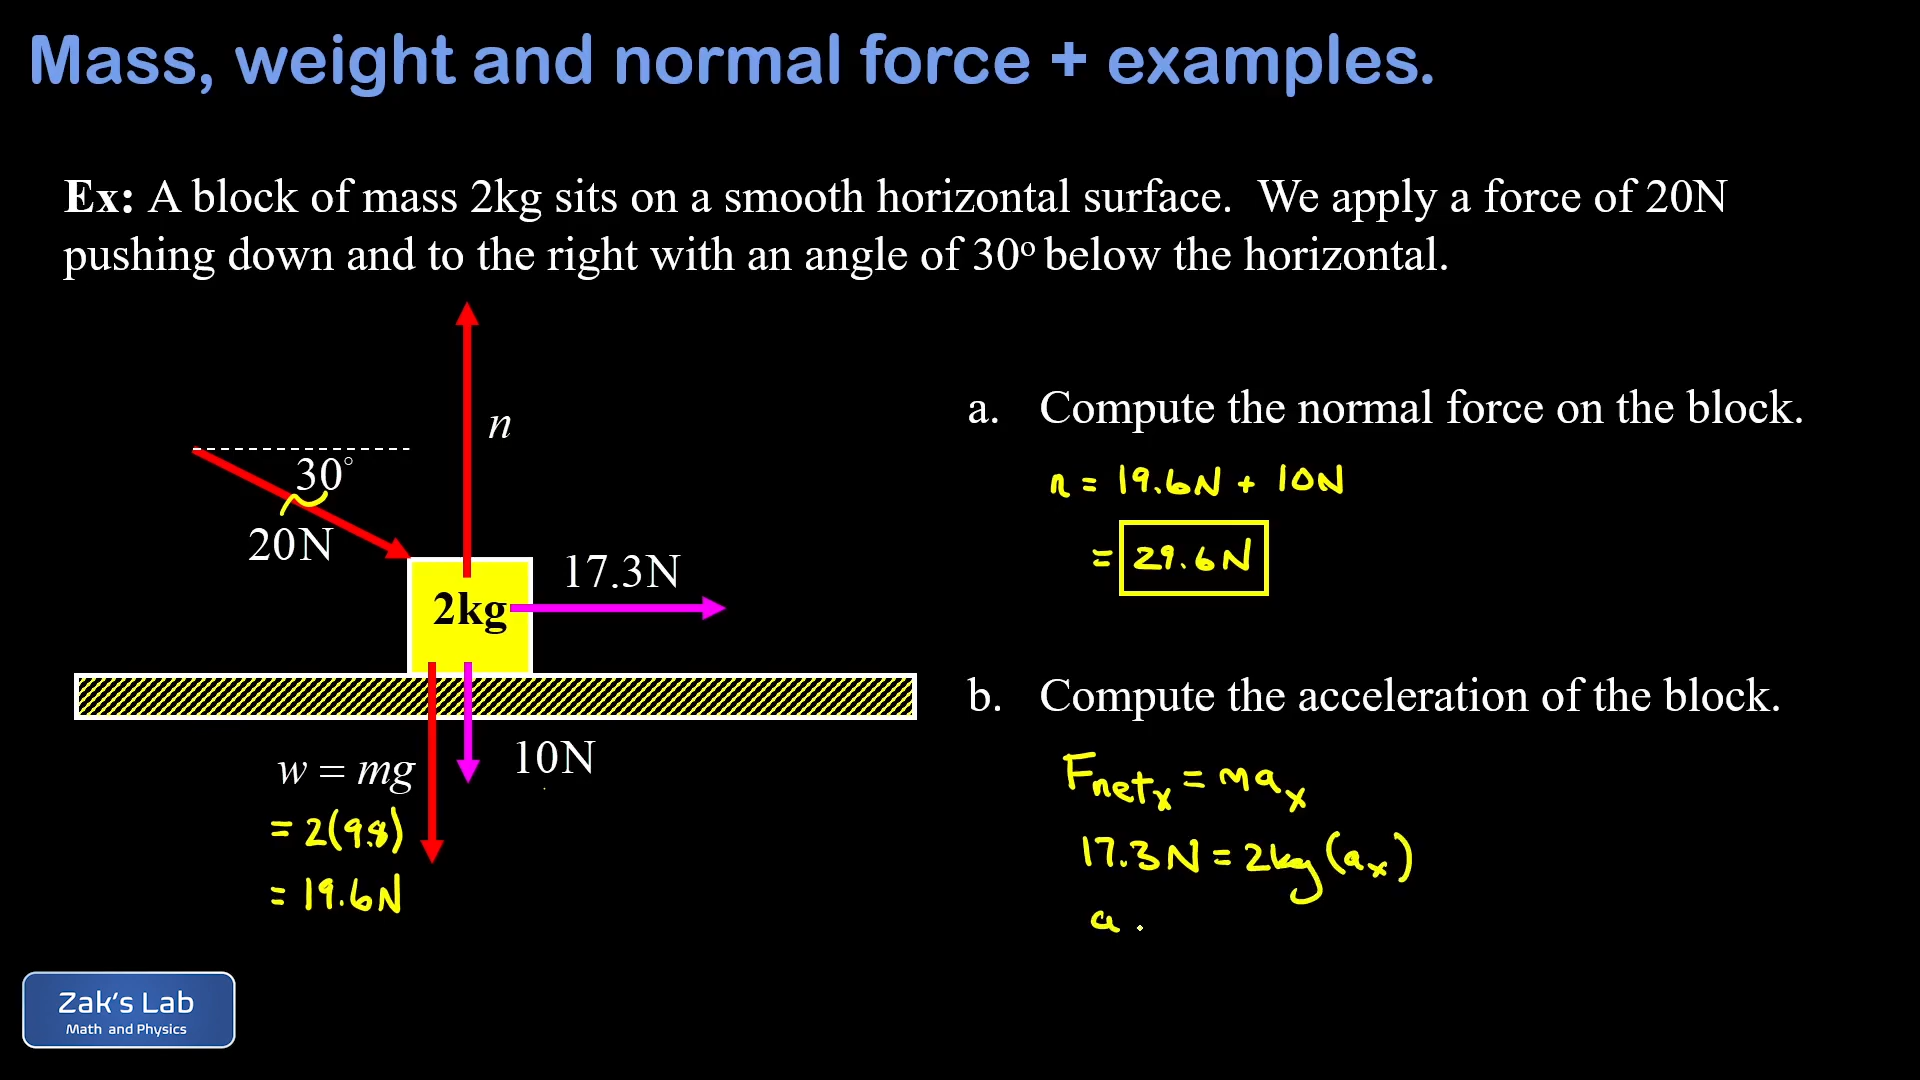 Mass, weight and normal force + examples.
Ex: A block of mass 2kg sits on a smooth horizontal surface. We apply a force of 20N
pushing down and to the right with an angle of 30º below the horizontal.
n
30°
20N
17.3N
2kg
w = mg
10N
= 2(9.8)
= 19.6N
a. Compute the normal force on the block.
n = 19.6N + 10N
= 29.6N
b. Compute the acceleration of the block.
Fnetx = max
17.3N = 2kg(ax)
a
Zak's Lab
Math and Physics